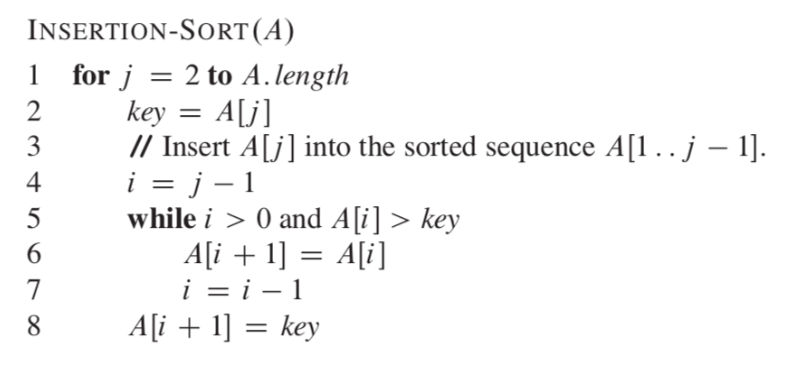 INSERTION-SORT(A)
1 for j = 2 to A.length
2 key = A[j]
3 // Insert A[j] into the sorted sequence A[1 . . j − 1].
4 i = j − 1
5 while i > 0 and A[i] > key
6 A[i + 1] = A[i]
7 i = i − 1
8 A[i + 1] = key